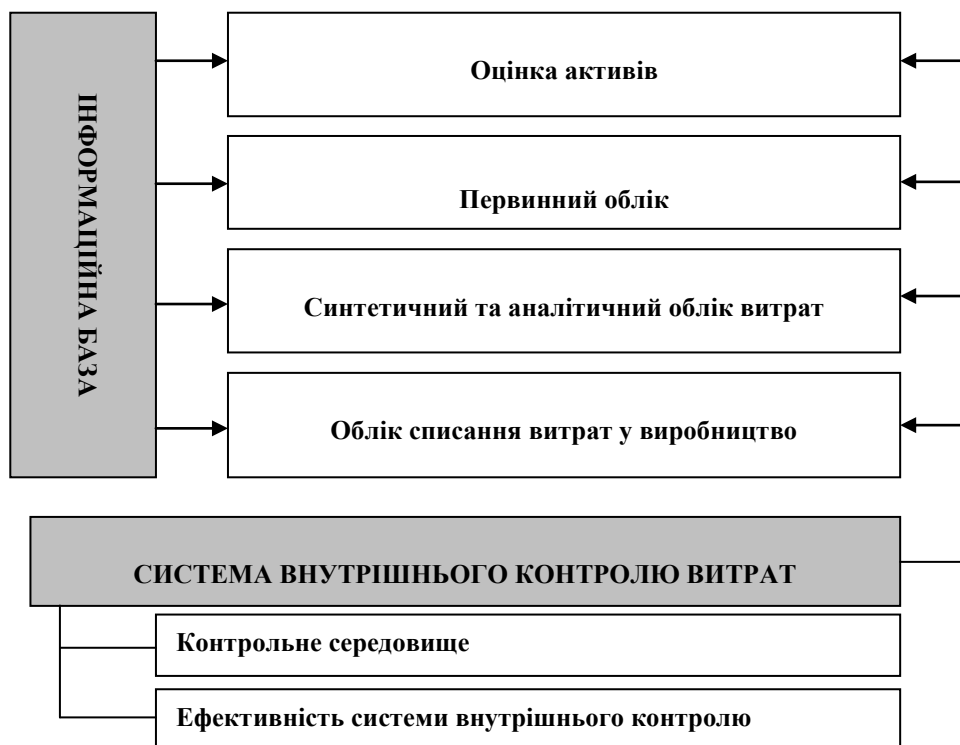 ІНФОРМАЦІЙНА БАЗА
Оцінка активів
Первинний облік
Синтетичний та аналітичний облік витрат
Облік списання витрат у виробництво
СИСТЕМА ВНУТРІШНЬОГО КОНТРОЛЮ ВИТРАТ
Контрольне середовище
Ефективність системи внутрішнього контролю